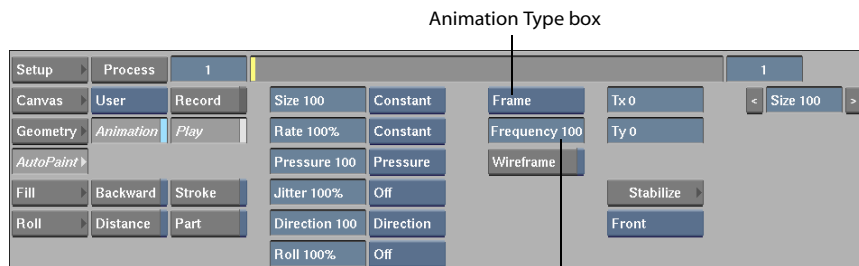 Animation Type box
Setup Process 1 1
Canvas User Record Size 100 Constant Frame Tx 0 < Size 100 >
Geometry Animation Play Rate 100% Constant Frequency 100 Ty 0
AutoPaint Pressure 100 Pressure Wireframe
Fill Backward Stroke Jitter 100% Off Stabilize
Roll Distance Part Direction 100 Direction Front
Roll 100% Off